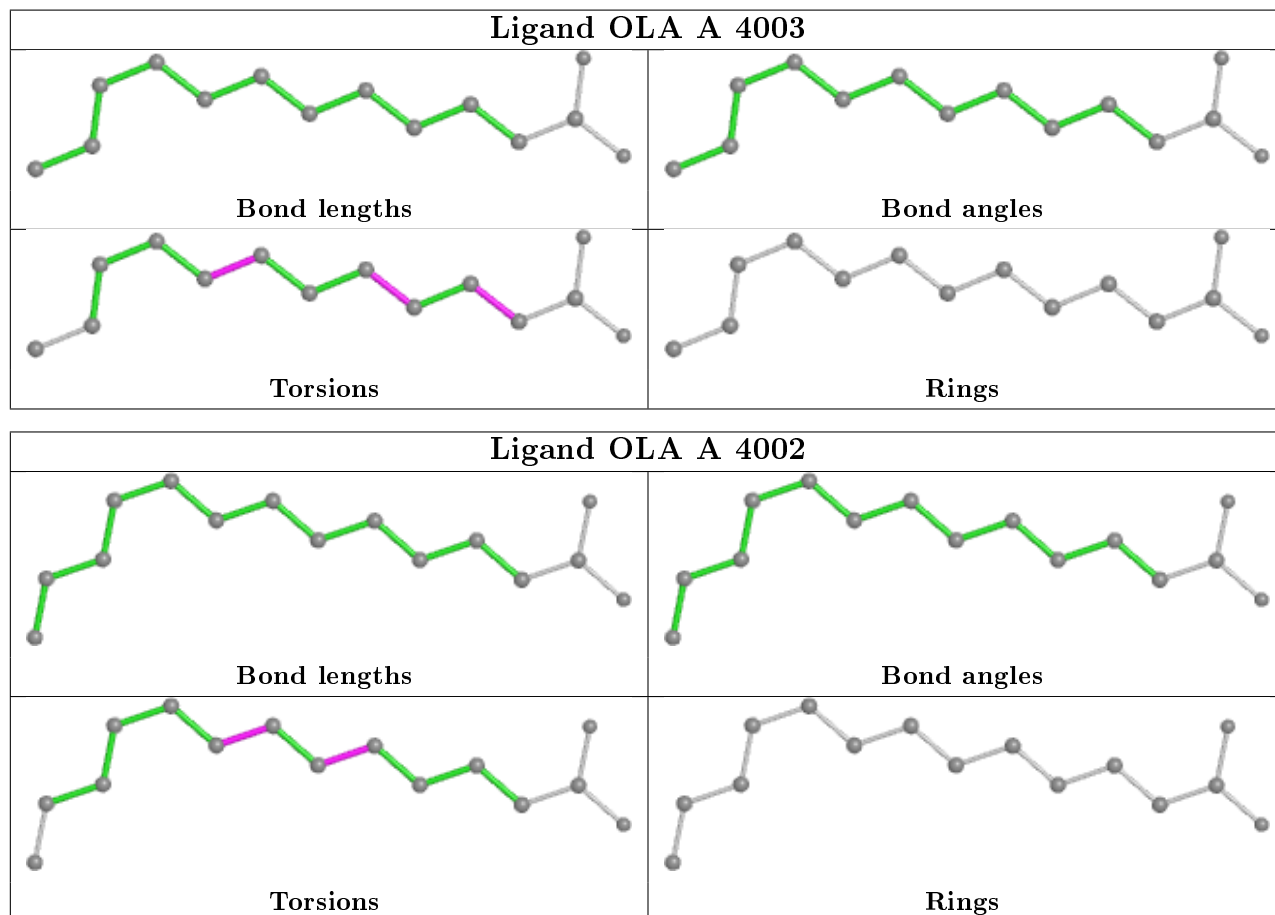 Ligand OLA A 4003
Bond lengths
Bond angles
Torsions
Rings
Ligand OLA A 4002
Bond lengths
Bond angles
Torsions
Rings